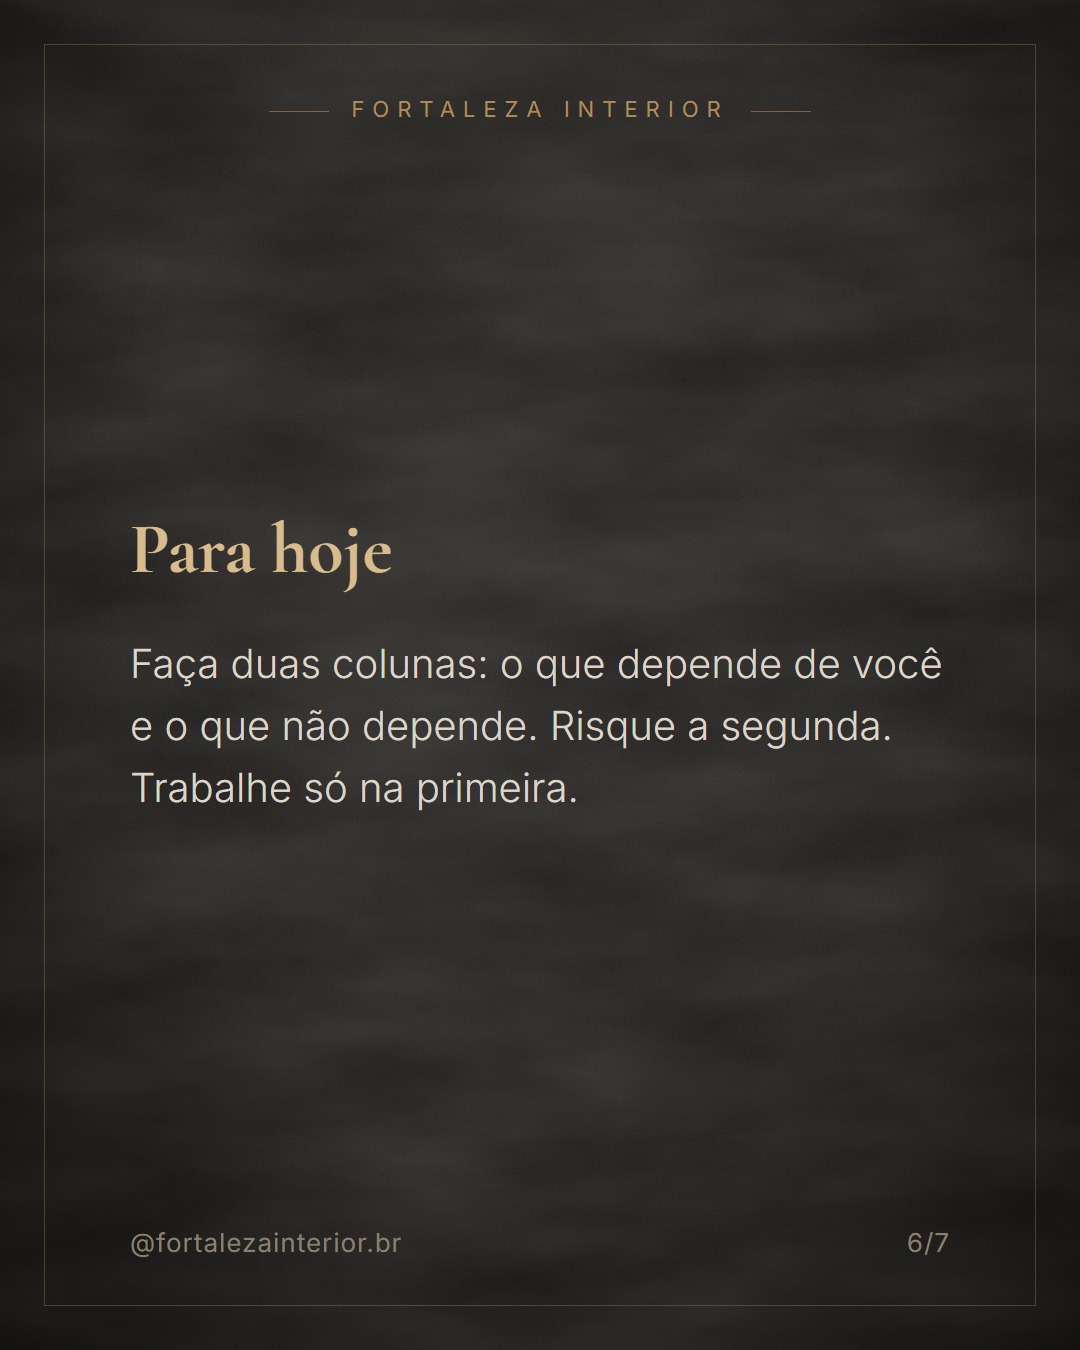 FORTALEZA INTERIOR
Para hoje
Faça duas colunas: o que depende de você
e o que não depende. Risque a segunda.
Trabalhe só na primeira.
@fortalezainterior.br
6/7